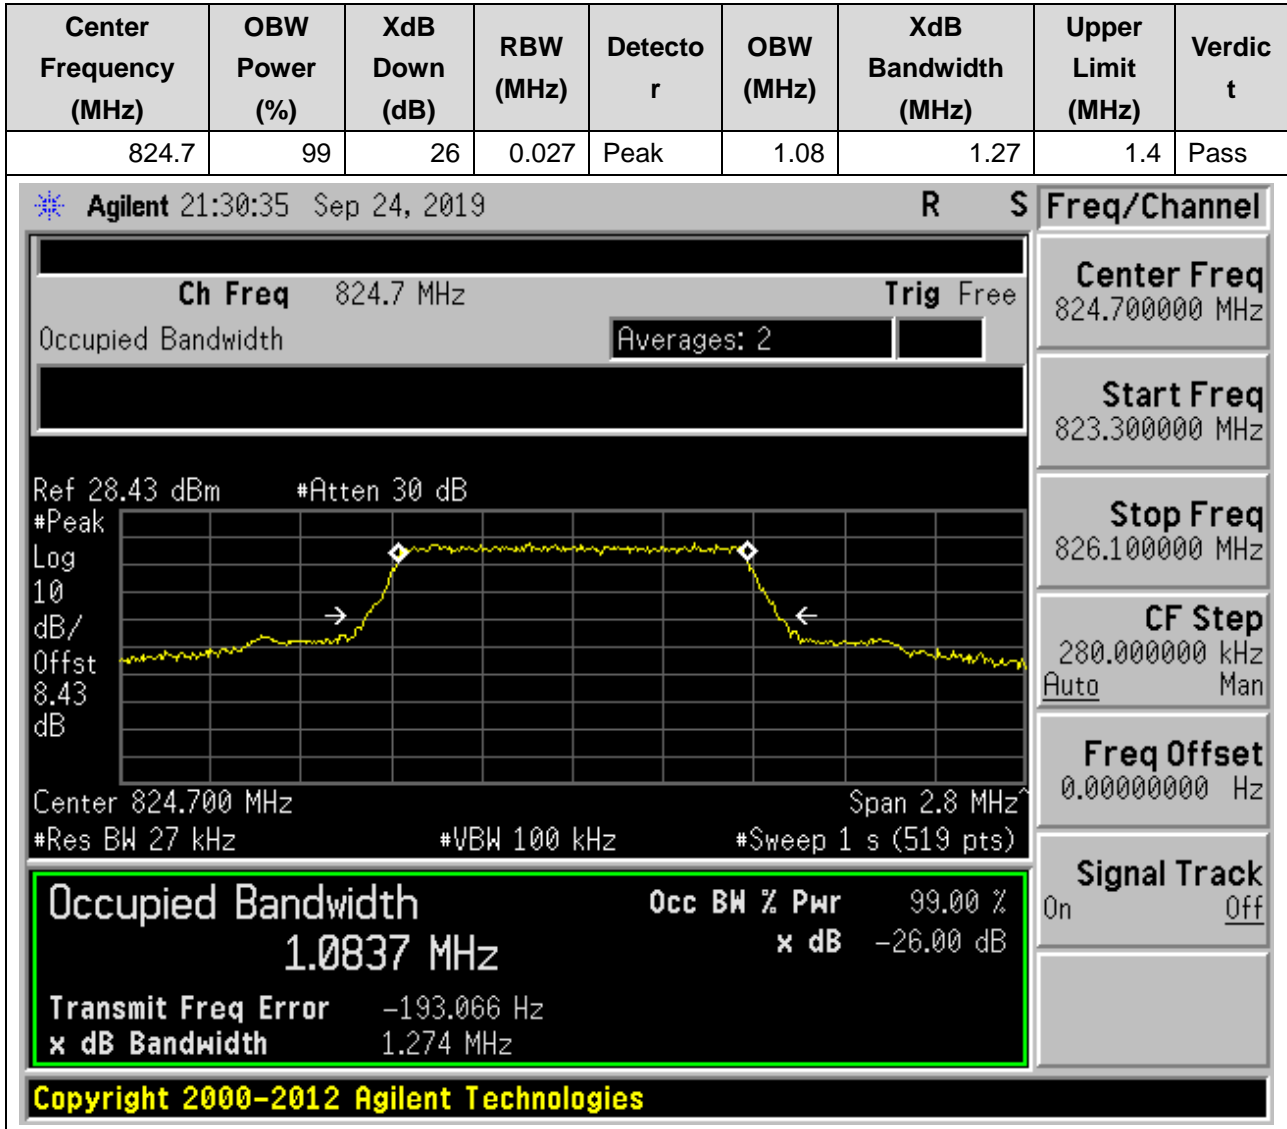 Center Frequency (MHz) OBW Power (%) XdB Down (dB) RBW (MHz) Detector OBW (MHz) XdB Bandwidth (MHz) Upper Limit (MHz) Verdict
824.7 99 26 0.027 Peak 1.08 1.27 1.4 Pass
Agilent 21:30:35 Sep 24, 2019 R S Freq/Channel
Ch Freq 824.7 MHz Trig Free
Occupied Bandwidth Averages: 2
Center Freq
824.700000 MHz
Start Freq
823.300000 MHz
Stop Freq
826.100000 MHz
CF Step
280.000000 kHz
Auto Man
Freq Offset
0.00000000 Hz
Signal Track
On Off
Ref 28.43 dBm #Atten 30 dB
#Peak
Log
10
dB/
Offst
8.43
dB
Center 824.700 MHz Span 2.8 MHz^
#Res BW 27 kHz #VBW 100 kHz #Sweep 1 s (519 pts)
Occupied Bandwidth Occ BW % Pwr 99.00 %
1.0837 MHz x dB -26.00 dB
Transmit Freq Error -193.066 Hz
x dB Bandwidth 1.274 MHz
Copyright 2000-2012 Agilent Technologies